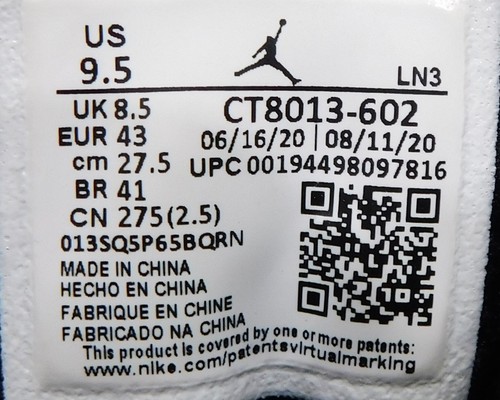 US
9.5
LN3
UK 8.5
CT8013-602
EUR 43
06/16/20 | 08/11/20
cm 27.5
UPC 00194498097816
BR 41
CN 275(2.5)
013SQ5P65BQRN
MADE IN CHINA
HECHO EN CHINA
FABRIQUE EN CHINE
FABRICADO NA CHINA
This product is covered by one or more patents:
www.nike.com/patentsvirtualmarking